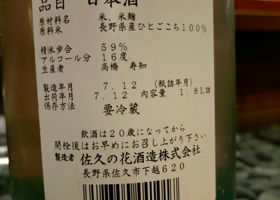 品目 日本酒
原材料名 米、米麹
原料米 長野県産ひとごこち100%
精米歩合 59%
アルコール分 16度
生産者 高橋 寿知
製造年月 7.12 (瓶詰年月)
出荷年月 7.12 内容量 1.8L詰
保存方法 要冷蔵
飲酒は20歳になってから
開栓後はお早めにお召し上がり下さい
製造者 佐久の花酒造株式会社
長野県佐久市下越620